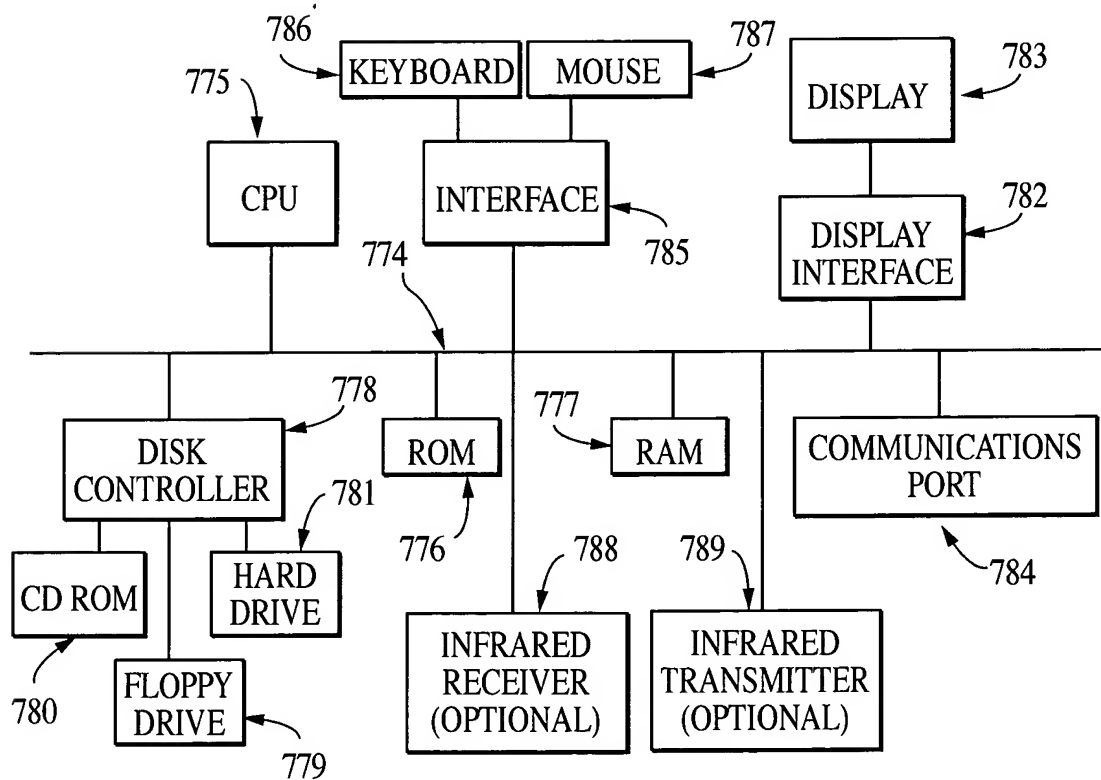 786
KEYBOARD
MOUSE
787
775
DISPLAY
783
CPU
INTERFACE
785
782
DISPLAY
INTERFACE
774
778
DISK
CONTROLLER
ROM
776
777
RAM
COMMUNICATIONS
PORT
784
781
CD ROM
780
HARD
DRIVE
FLOPPY
DRIVE
779
788
INFRARED
RECEIVER
(OPTIONAL)
789
INFRARED
TRANSMITTER
(OPTIONAL)